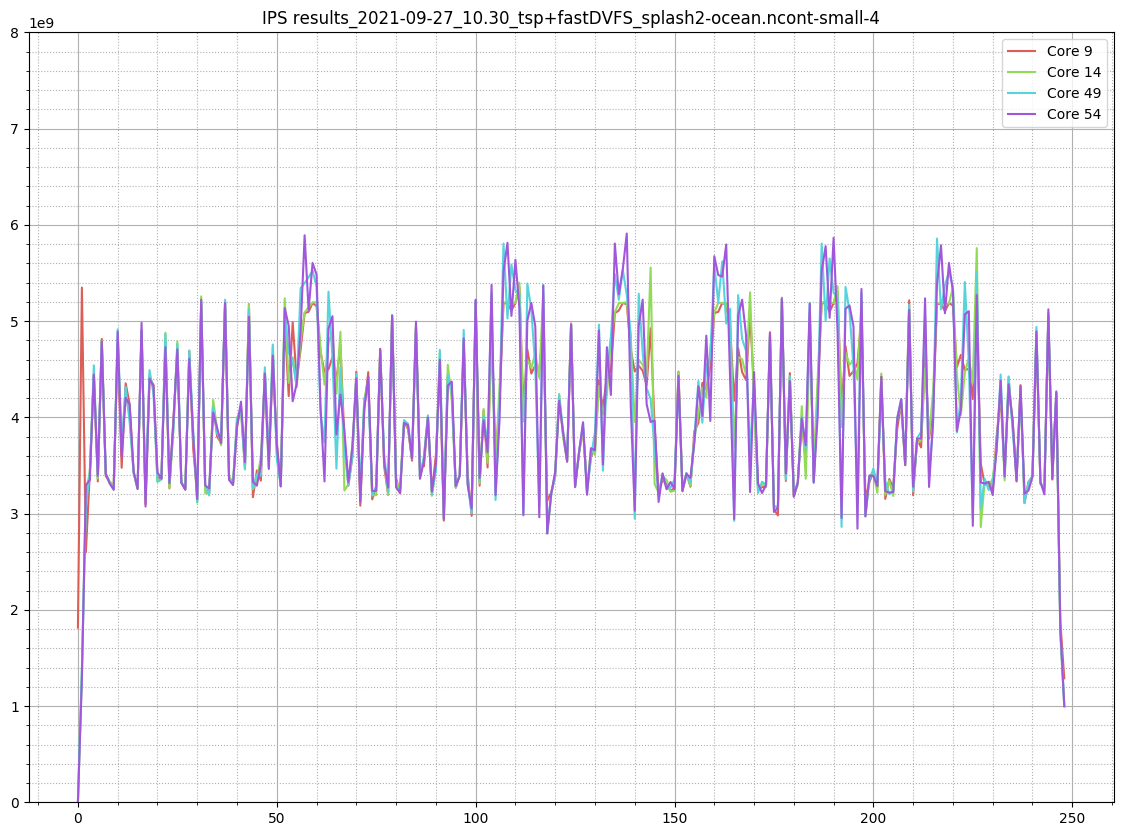 IPS results_2021-09-27_10.30_tsp+fastDVFS_splash2-ocean.ncont-small-4
1e9
8
7
6
5
4
3
2
1
0
0 50 100 150 200 250
Core 9
Core 14
Core 49
Core 54